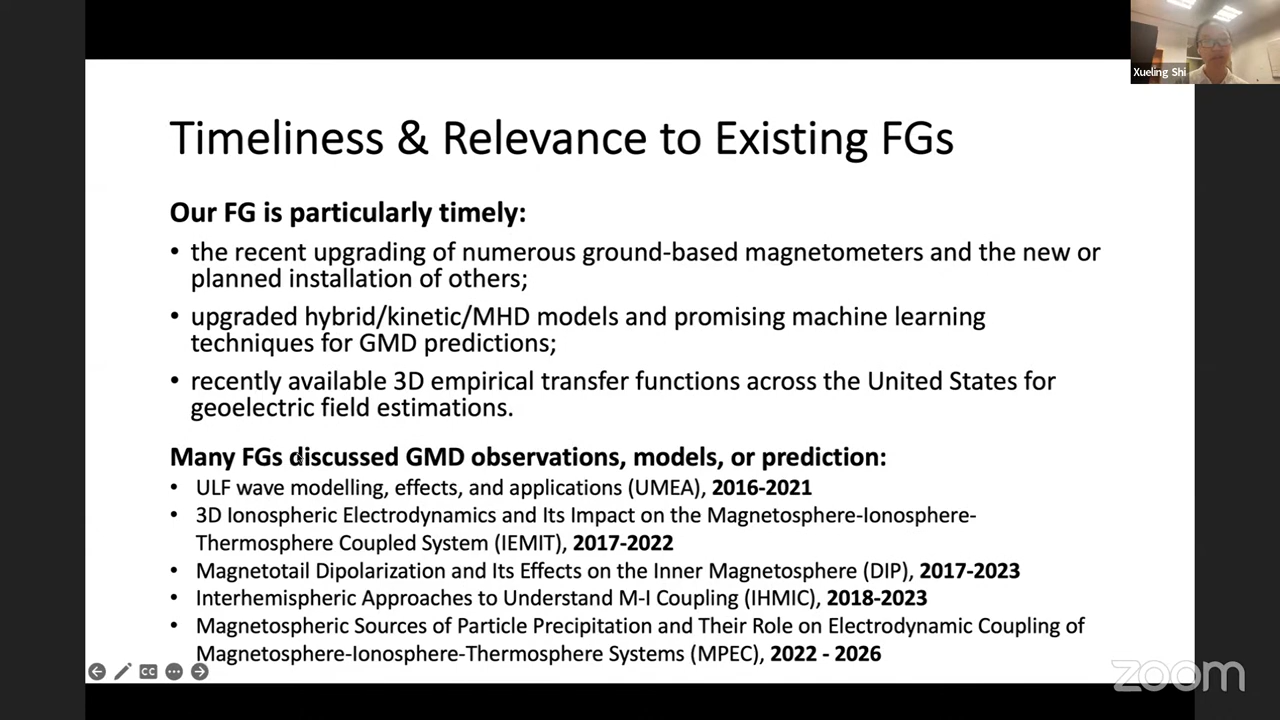 Xueling Shi
Timeliness & Relevance to Existing FGs
Our FG is particularly timely:
• the recent upgrading of numerous ground-based magnetometers and the new or
planned installation of others;
• upgraded hybrid/kinetic/MHD models and promising machine learning
techniques for GMD predictions;
• recently available 3D empirical transfer functions across the United States for
geoelectric field estimations.
Many FGs discussed GMD observations, models, or prediction:
• ULF wave modelling, effects, and applications (UMEA), 2016-2021
• 3D Ionospheric Electrodynamics and Its Impact on the Magnetosphere-Ionosphere-
Thermosphere Coupled System (IEMIT), 2017-2022
• Magnetotail Dipolarization and Its Effects on the Inner Magnetosphere (DIP), 2017-2023
• Interhemispheric Approaches to Understand M-I Coupling (IHMIC), 2018-2023
• Magnetospheric Sources of Particle Precipitation and Their Role on Electrodynamic Coupling of
Magnetosphere-Ionosphere-Thermosphere Systems (MPEC), 2022 - 2026
CC
zoom